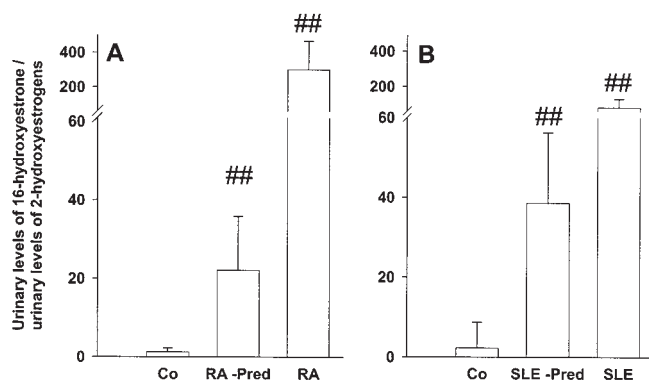 Urinary levels of 16-hydroxyestrone /
urinary levels of 2-hydroxyestrogens
A
400
200
60
40
20
0
##
##
Co RA -Pred RA
B
400
200
60
40
20
0
##
##
Co SLE -Pred SLE